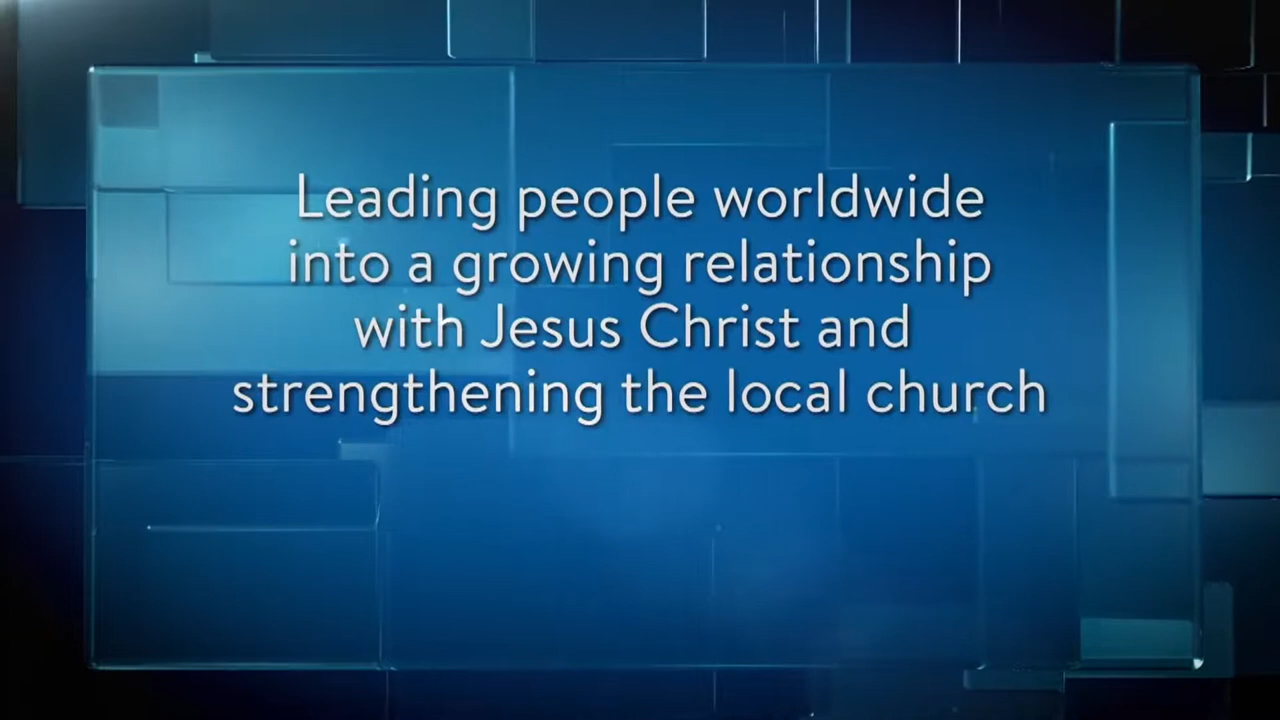 Leading people worldwide
into a growing relationship
with Jesus Christ and
strengthening the local church